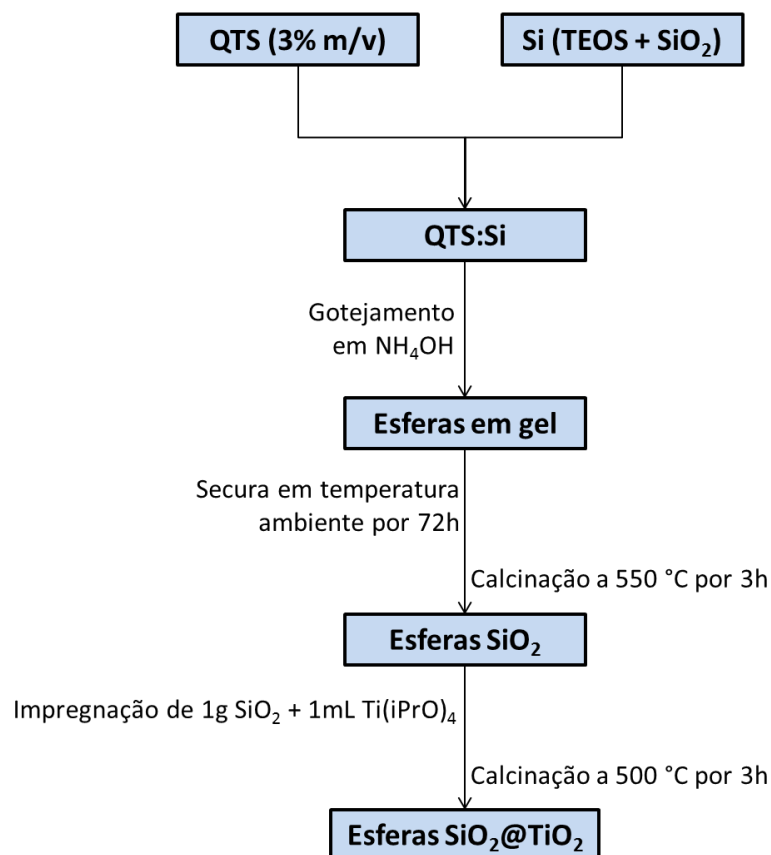 QTS (3% m/v)
Si (TEOS + SiO₂)
QTS:Si
Gotejamento
em NH₄OH
Esferas em gel
Secura em temperatura
ambiente por 72h
Calcinação a 550 °C por 3h
Esferas SiO₂
Impregnação de 1g SiO₂ + 1mL Ti(iPrO)₄
Calcinação a 500 °C por 3h
Esferas SiO₂@TiO₂